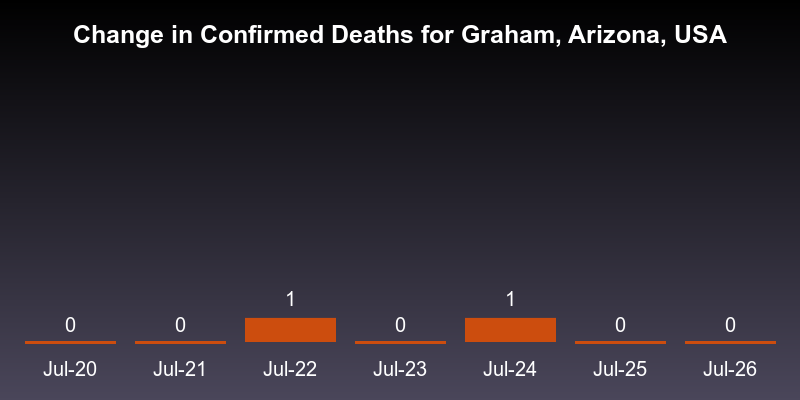 Change in Confirmed Deaths for Graham, Arizona, USA
0 0 1 0 1 0 0
Jul-20 Jul-21 Jul-22 Jul-23 Jul-24 Jul-25 Jul-26